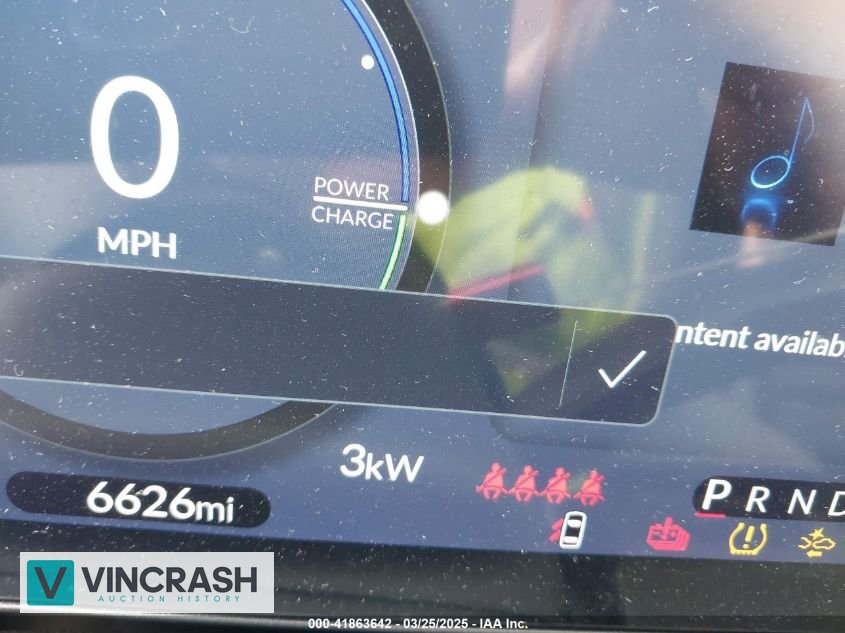 0
MPH
POWER
CHARGE
ntent availab
3kW
6626mi
P R N D
VINCRASH
AUCTION HISTORY
000-41863642 - 03/25/2025 - IAA Inc.